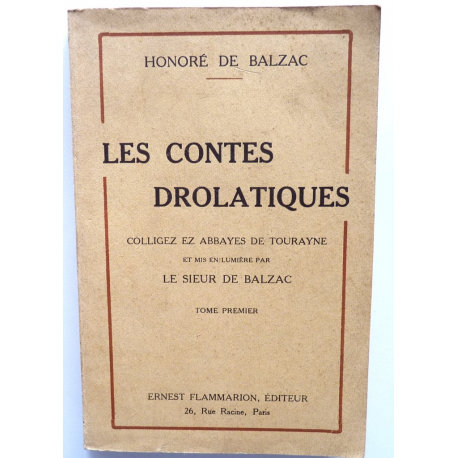 HONORÉ DE BALZAC
LES CONTES
DROLATIQUES
COLLIGEZ EZ ABBAYES DE TOURAYNE
ET MIS EN LUMIÈRE PAR
LE SIEUR DE BALZAC
TOME PREMIER
ERNEST FLAMMARION, ÉDITEUR
26, Rue Racine, Paris